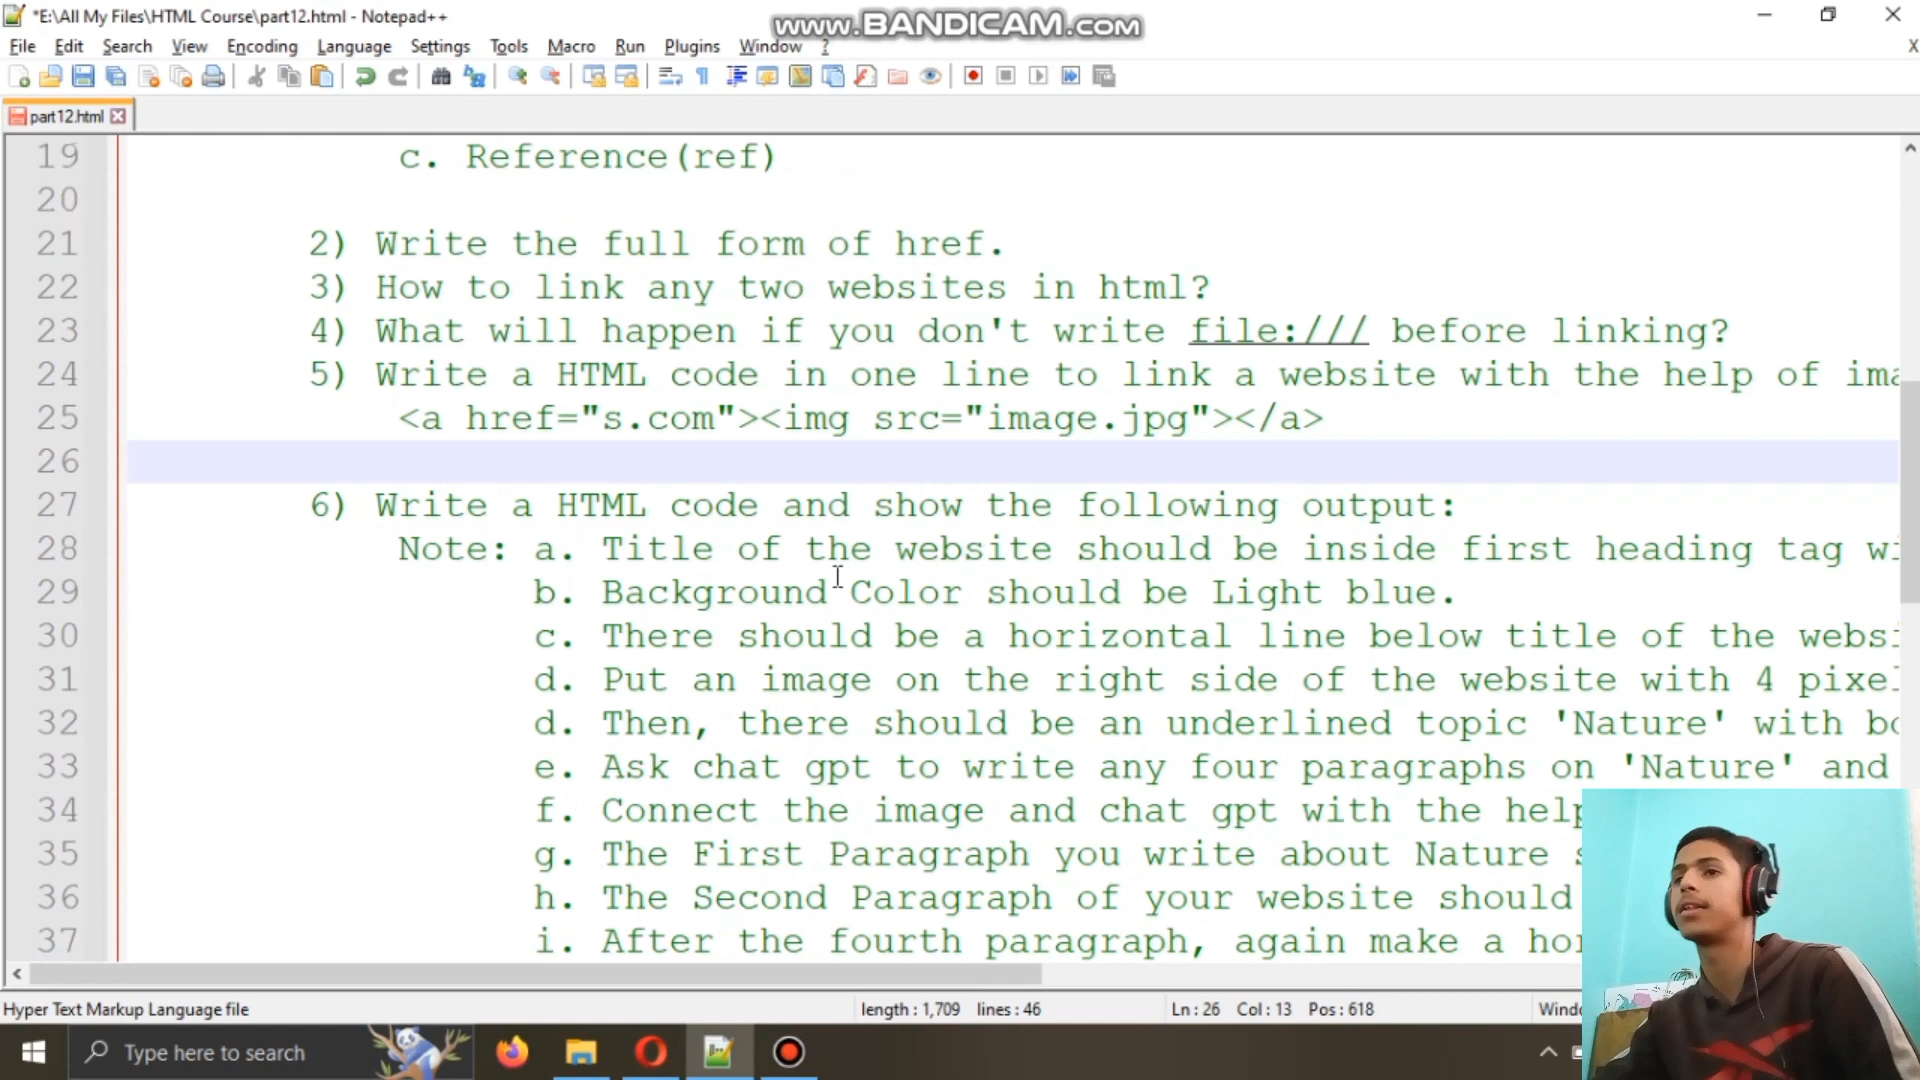 *E:\All My Files\HTML Course\part12.html - Notepad++
www.BANDICAM.com
File Edit Search View Encoding Language Settings Tools Macro Run Plugins Window ? X
part12.html
19 c. Reference(ref)
20
21 2) Write the full form of href.
22 3) How to link any two websites in html?
23 4) What will happen if you don't write file:/// before linking?
24 5) Write a HTML code in one line to link a website with the help of ima
25 <a href="s.com"><img src="image.jpg"></a>
26
27 6) Write a HTML code and show the following output:
28 Note: a. Title of the website should be inside first heading tag wi
29 b. Background Color should be Light blue.
30 c. There should be a horizontal line below title of the websi
31 d. Put an image on the right side of the website with 4 pixel
32 d. Then, there should be an underlined topic 'Nature' with bo
33 e. Ask chat gpt to write any four paragraphs on 'Nature' and
34 f. Connect the image and chat gpt with the help
35 g. The First Paragraph you write about Nature s
36 h. The Second Paragraph of your website should
37 i. After the fourth paragraph, again make a hor
Hyper Text Markup Language file length : 1,709 lines : 46 Ln : 26 Col : 13 Pos : 618 Windo
Type here to search